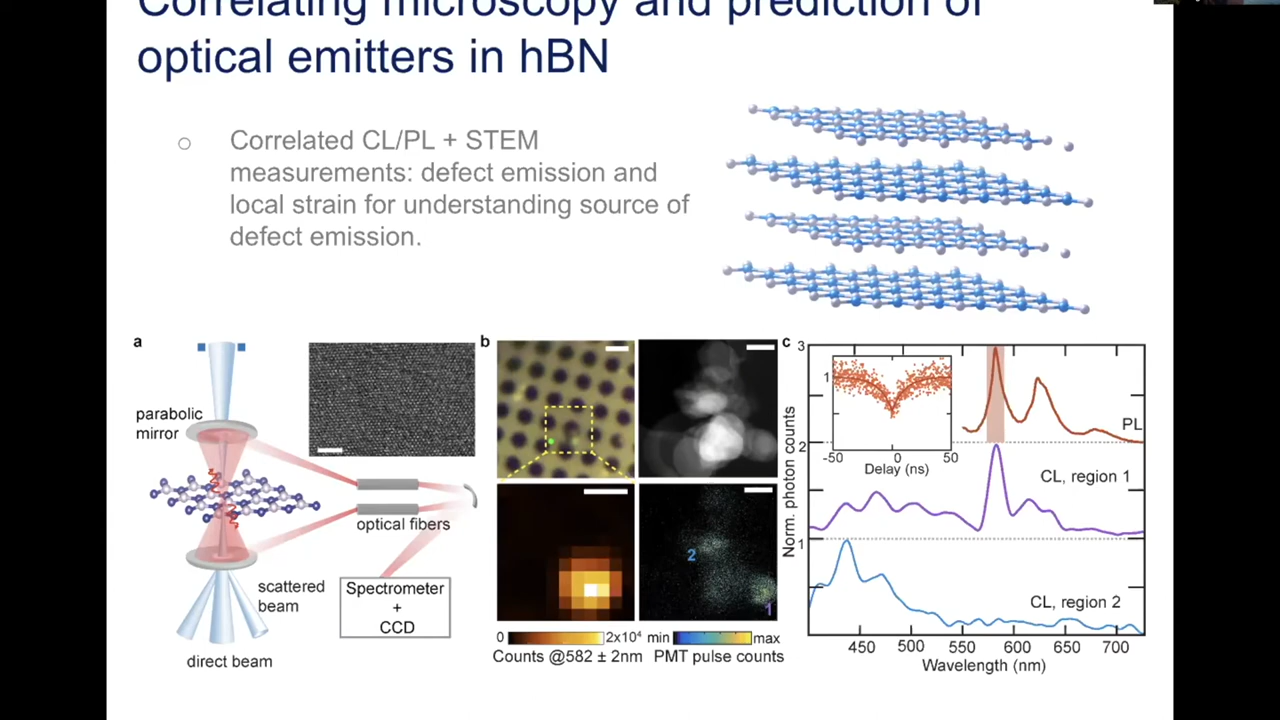 Correlating microscopy and prediction of
optical emitters in hBN
Correlated CL/PL + STEM
measurements: defect emission and
local strain for understanding source of
defect emission.
a
parabolic
mirror
optical fibers
scattered
beam
Spectrometer
+
CCD
direct beam
b
2
1
0
2x10⁴
Counts @582 ± 2nm
min
max
PMT pulse counts
c
3
2
1
Norm. photon counts
1
-50
0
50
Delay (ns)
PL
CL, region 1
CL, region 2
450 500 550 600 650 700
Wavelength (nm)